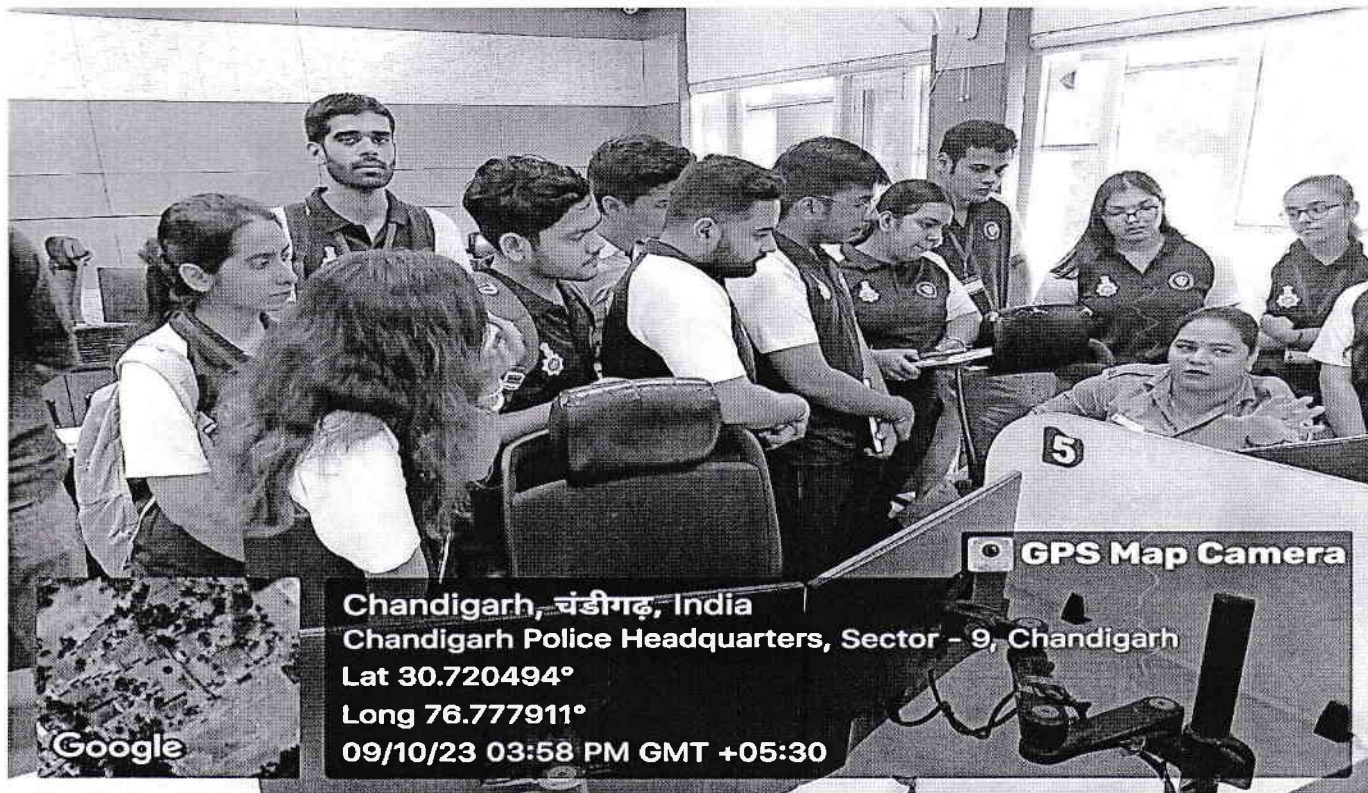 5
GPS Map Camera
Chandigarh, चंडीगढ़, India
Chandigarh Police Headquarters, Sector - 9, Chandigarh
Lat 30.720494°
Long 76.777911°
09/10/23 03:58 PM GMT +05:30
Google